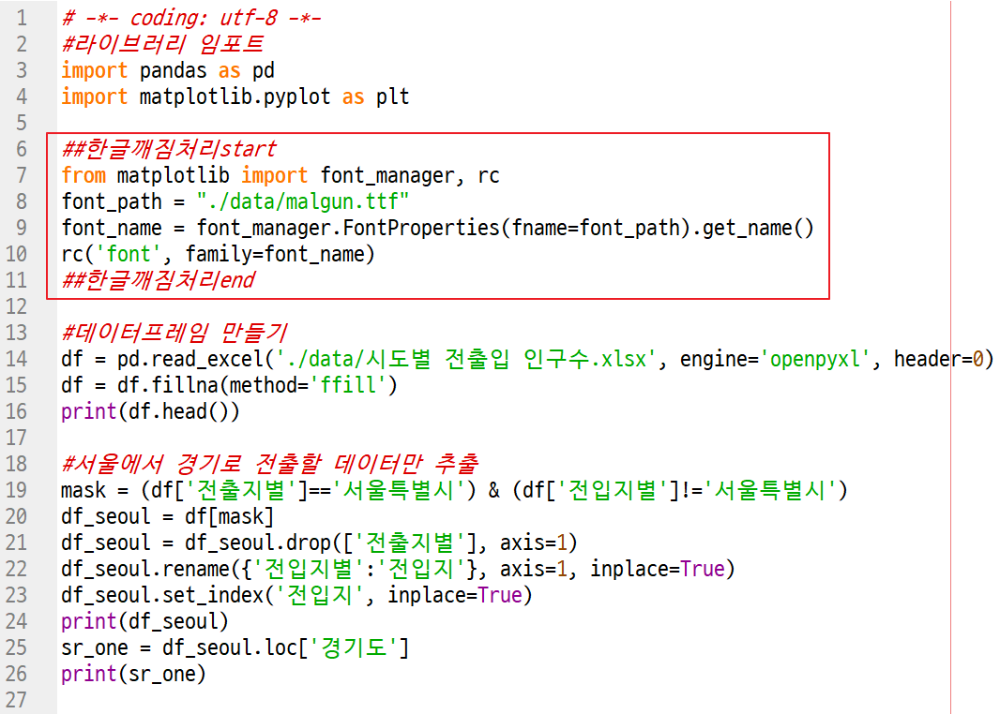 1 # -*- coding: utf-8 -*-
2 #라이브러리 임포트
3 import pandas as pd
4 import matplotlib.pyplot as plt
5
6 ##한글깨짐처리start
7 from matplotlib import font_manager, rc
8 font_path = "./data/malgun.ttf"
9 font_name = font_manager.FontProperties(fname=font_path).get_name()
10 rc('font', family=font_name)
11 ##한글깨짐처리end
12
13 #데이터프레임 만들기
14 df = pd.read_excel('./data/시도별 전출입 인구수.xlsx', engine='openpyxl', header=0)
15 df = df.fillna(method='ffill')
16 print(df.head())
17
18 #서울에서 경기로 전출할 데이터만 추출
19 mask = (df['전출지별']=='서울특별시') & (df['전입지별']!='서울특별시')
20 df_seoul = df[mask]
21 df_seoul = df_seoul.drop(['전출지별'], axis=1)
22 df_seoul.rename({'전입지별':'전입지'}, axis=1, inplace=True)
23 df_seoul.set_index('전입지', inplace=True)
24 print(df_seoul)
25 sr_one = df_seoul.loc['경기도']
26 print(sr_one)
27